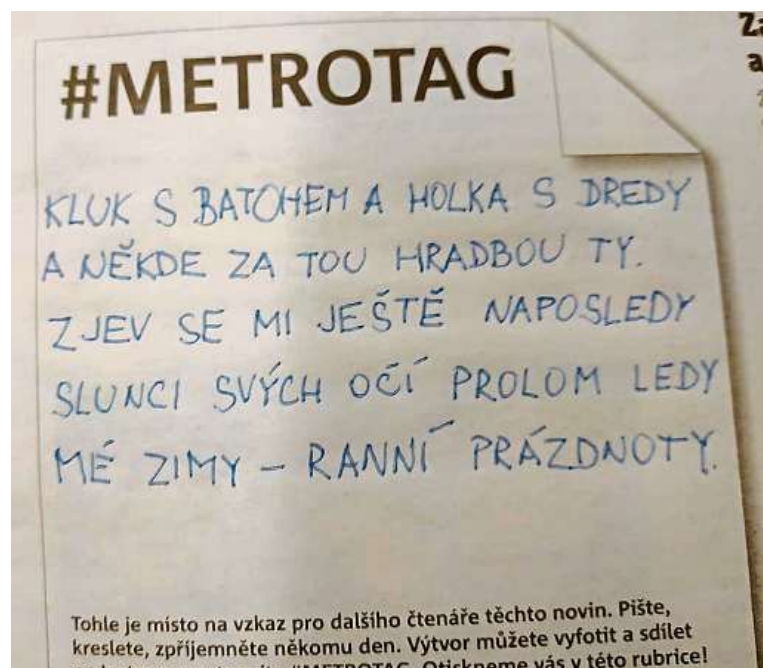 #METROTAG
KLUK S BATOHEM A HOLKA S DREDY
A NĚKDE ZA TOU HRADBOU TY.
ZJEV SE MI JEŠTĚ NAPOSLEDY
SLUNCI SVÝCH OČÍ PROLOM LEDY
MÉ ZIMY – RANNÍ PRÁZDNOTY.
Tohle je místo na vzkaz pro dalšího čtenáře těchto novin. Pište,
kreslete, zpříjemněte někomu den. Výtvor můžete vyfotit a sdílet
#METROTAG. Otiskneme vás v této rubrice!